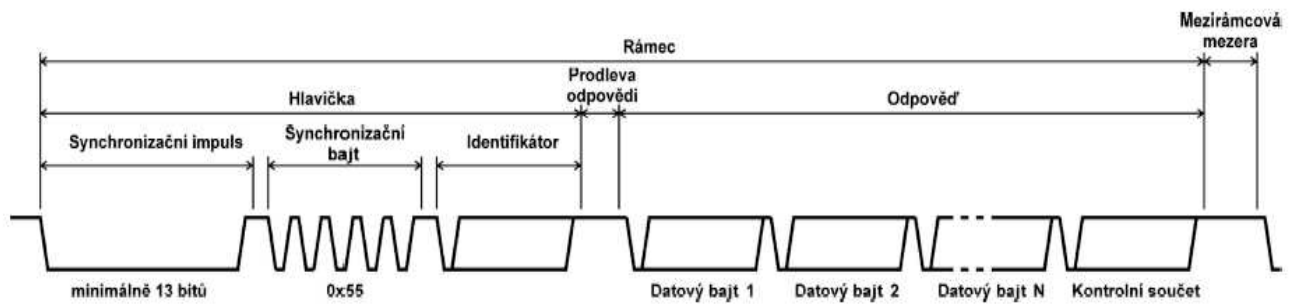 Mezirámcová
mezera
Rámec
Prodleva
odpovědi
Hlavička
Odpověď
Synchronizační impuls
Šynchronizační
bajt
Identifikátor
minimálně 13 bitů
0x55
Datový bajt 1
Datový bajt 2
Datový bajt N
Kontrolní součet